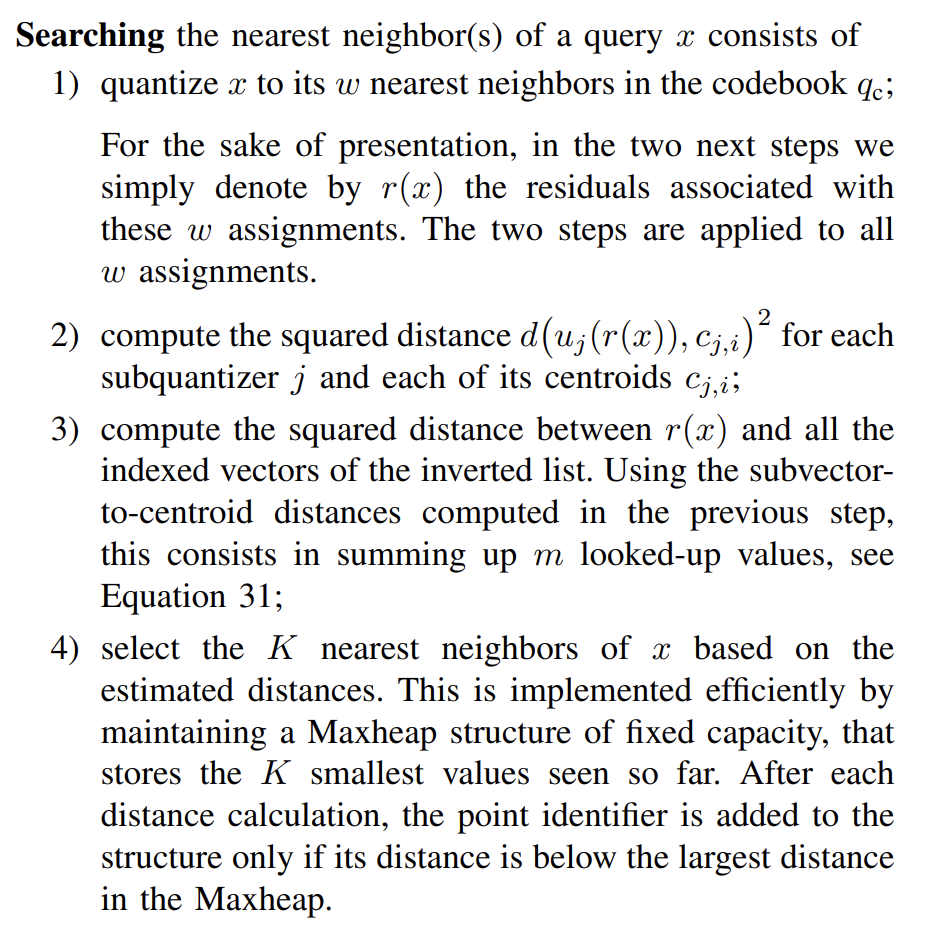 Searching the nearest neighbor(s) of a query x consists of
1) quantize x to its w nearest neighbors in the codebook q_c;
For the sake of presentation, in the two next steps we
simply denote by r(x) the residuals associated with
these w assignments. The two steps are applied to all
w assignments.
2) compute the squared distance d(u_j(r(x)), c_{j,i})^2 for each
subquantizer j and each of its centroids c_{j,i};
3) compute the squared distance between r(x) and all the
indexed vectors of the inverted list. Using the subvector-
to-centroid distances computed in the previous step,
this consists in summing up m looked-up values, see
Equation 31;
4) select the K nearest neighbors of x based on the
estimated distances. This is implemented efficiently by
maintaining a Maxheap structure of fixed capacity, that
stores the K smallest values seen so far. After each
distance calculation, the point identifier is added to the
structure only if its distance is below the largest distance
in the Maxheap.